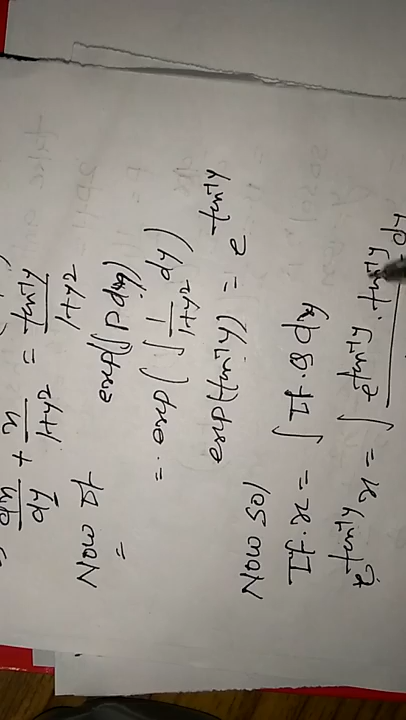 dx/dy + x/1+y² = tan⁻¹y/1+y²
Now If
= exp(∫Pdy)
= exp(∫ 1/1+y² dy)
exp(tan⁻¹y) = e^tan⁻¹y
Now sol
If·x = ∫ If·Q dy
e^tan⁻¹y x = ∫ e^tan⁻¹y · tan⁻¹y dy